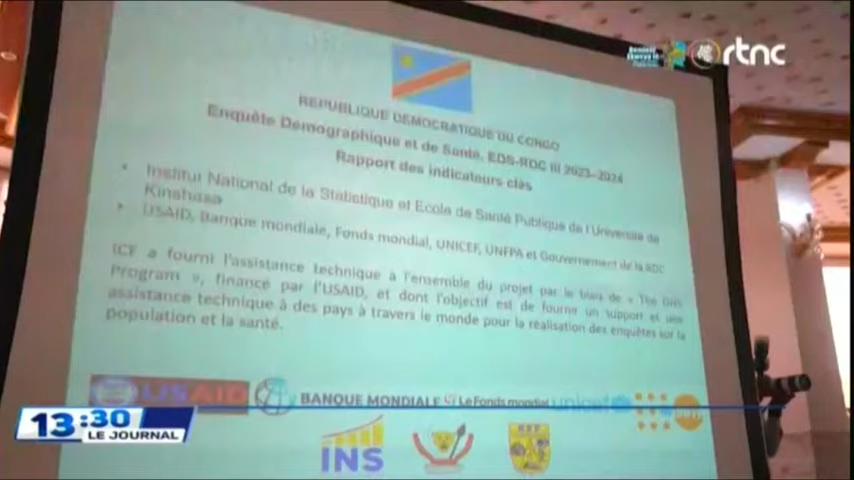 rtnc
REPUBLIQUE DEMOCRATIQUE DU CONGO
Enquête Démographique et de Santé, EDS-RDC III 2023–2024
Rapport des indicateurs clés
• Institut National de la Statistique et Ecole de Santé Publique de l'Université de
Kinshasa
• USAID, Banque mondiale, Fonds mondial, UNICEF, UNFPA et Gouvernement de la RDC
ICF a fourni l'assistance technique à l'ensemble du projet par le biais de « The DHS
Program », financé par l'USAID, et dont l'objectif est de fournir un support et une
assistance technique à des pays à travers le monde pour la réalisation des enquêtes sur la
population et la santé.
USAID BANQUE MONDIALE Le Fonds mondial unicef
13:30
LE JOURNAL
INS